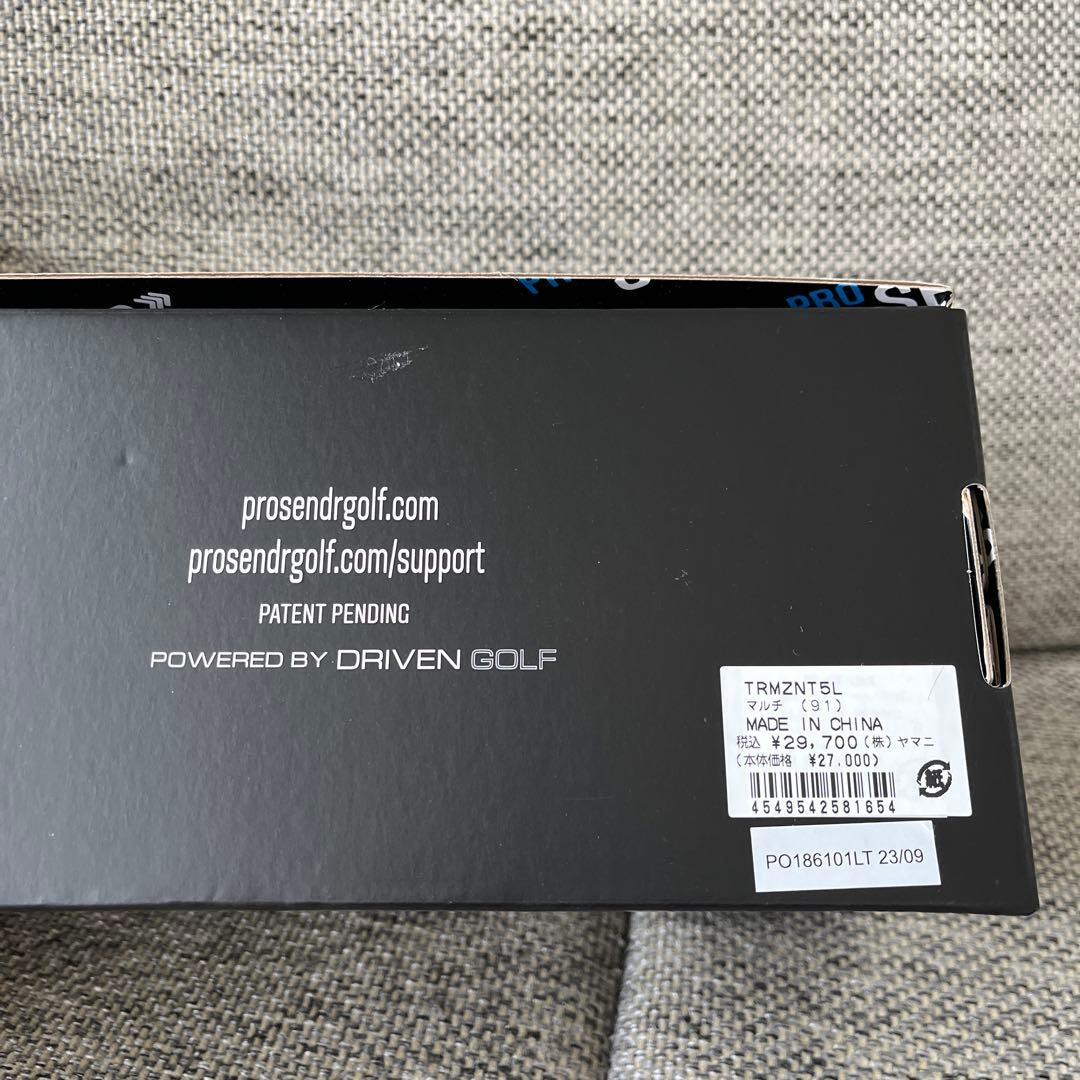 PRO
PRO SE
prosendrgolf.com
prosendrgolf.com/support
PATENT PENDING
POWERED BY DRIVEN GOLF
TRMZNT5L
マルチ (91)
MADE IN CHINA
税込 ¥29,700(株)ヤマニ
(本体価格 ¥27,000)
4549542581654
紙
PO186101LT 23/09